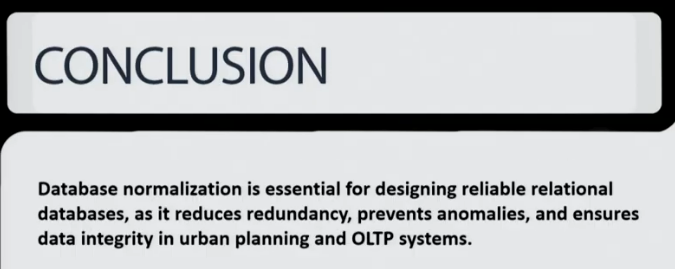 CONCLUSION
Database normalization is essential for designing reliable relational
databases, as it reduces redundancy, prevents anomalies, and ensures
data integrity in urban planning and OLTP systems.